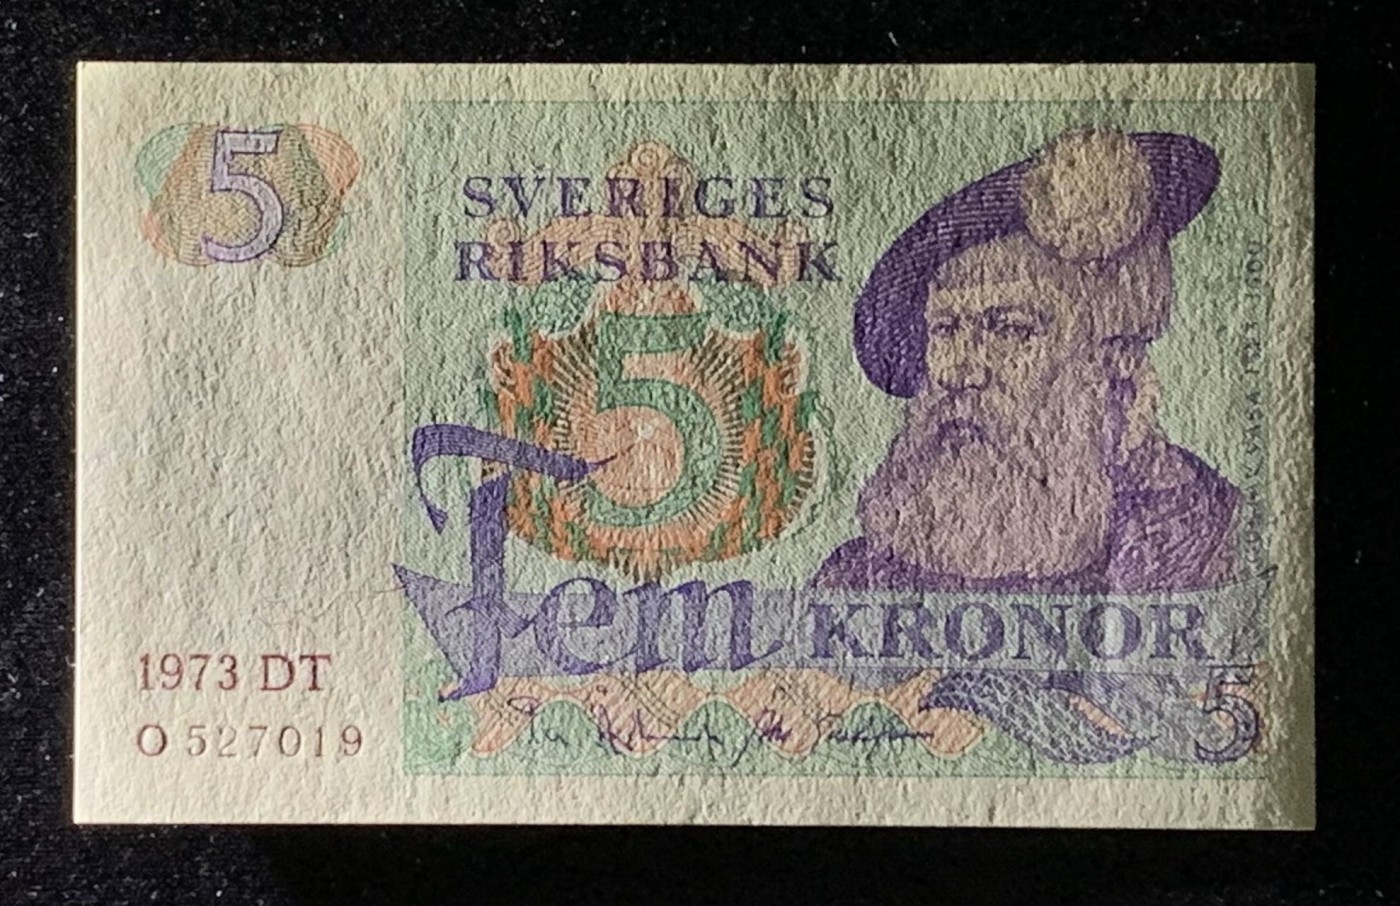 5
SVERIGES
RIKSBANK
5
Fem KRONOR
1973 DT
O 527019
5